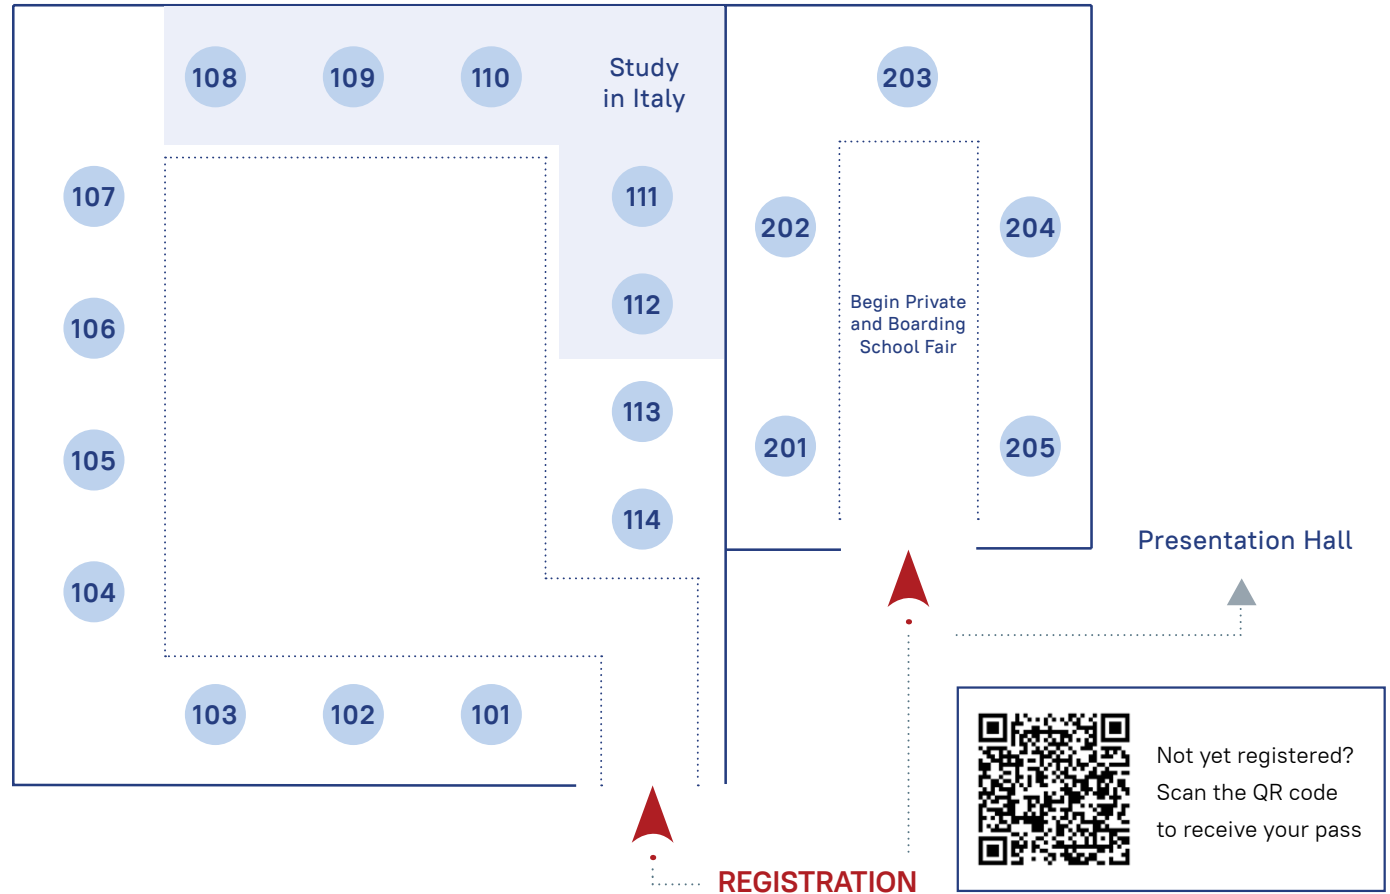 108
109
110
Study
in Italy
203
107
111
202
204
112
Begin Private
and Boarding
School Fair
106
113
201
205
105
114
Presentation Hall
104
103
102
101
Not yet registered?
Scan the QR code
to receive your pass
REGISTRATION